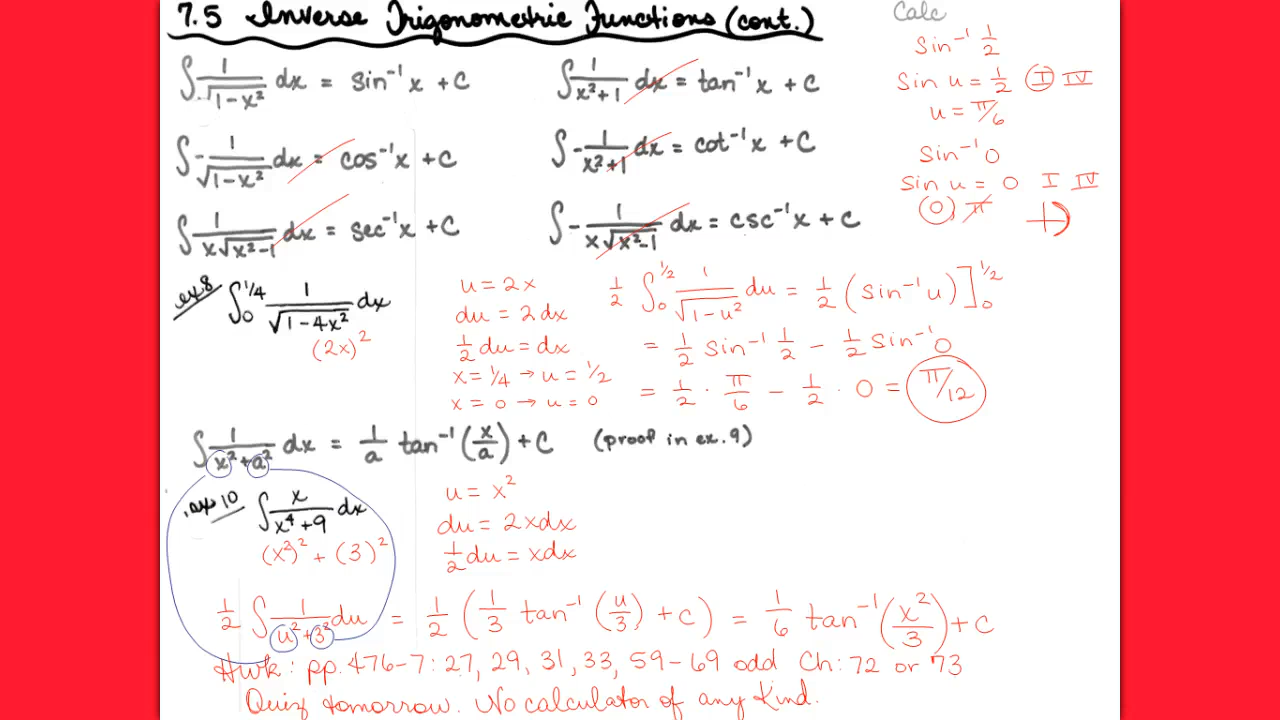 7.5 Inverse Trigonometric Functions (cont.)
∫ 1/√(1-x²) dx = sin⁻¹x + C
∫ 1/(x²+1) dx = tan⁻¹x + C
∫ - 1/√(1-x²) dx = cos⁻¹x + C
∫ - 1/(x²+1) dx = cot⁻¹x + C
∫ 1/(x√(x²-1)) dx = sec⁻¹x + C
∫ - 1/(x√(x²-1)) dx = csc⁻¹x + C
Calc
sin⁻¹ 1/2
sin u = 1/2 I IV
u = π/6
sin⁻¹ 0
sin u = 0 I IV
0, π
ex 8 ∫₀^1/4 1/√(1-4x²) dx
(2x)²
u = 2x
du = 2dx
1/2 du = dx
x = 1/4 → u = 1/2
x = 0 → u = 0
1/2 ∫₀^1/2 1/√(1-u²) du = 1/2 (sin⁻¹u)]₀^1/2
= 1/2 sin⁻¹ 1/2 - 1/2 sin⁻¹ 0
= 1/2 · π/6 - 1/2 · 0 = π/12
∫ 1/(x²+a²) dx = 1/a tan⁻¹(x/a) + C (proof in ex. 9)
ex 10 ∫ x/(x⁴+9) dx
(x²)² + (3)²
u = x²
du = 2xdx
1/2 du = xdx
1/2 ∫ 1/(u²+3²) du = 1/2 (1/3 tan⁻¹(u/3) + C) = 1/6 tan⁻¹(x²/3) + C
Hwk: pp. 476-7: 27, 29, 31, 33, 59-69 odd Ch: 72 or 73
Quiz tomorrow. No calculator of any kind.